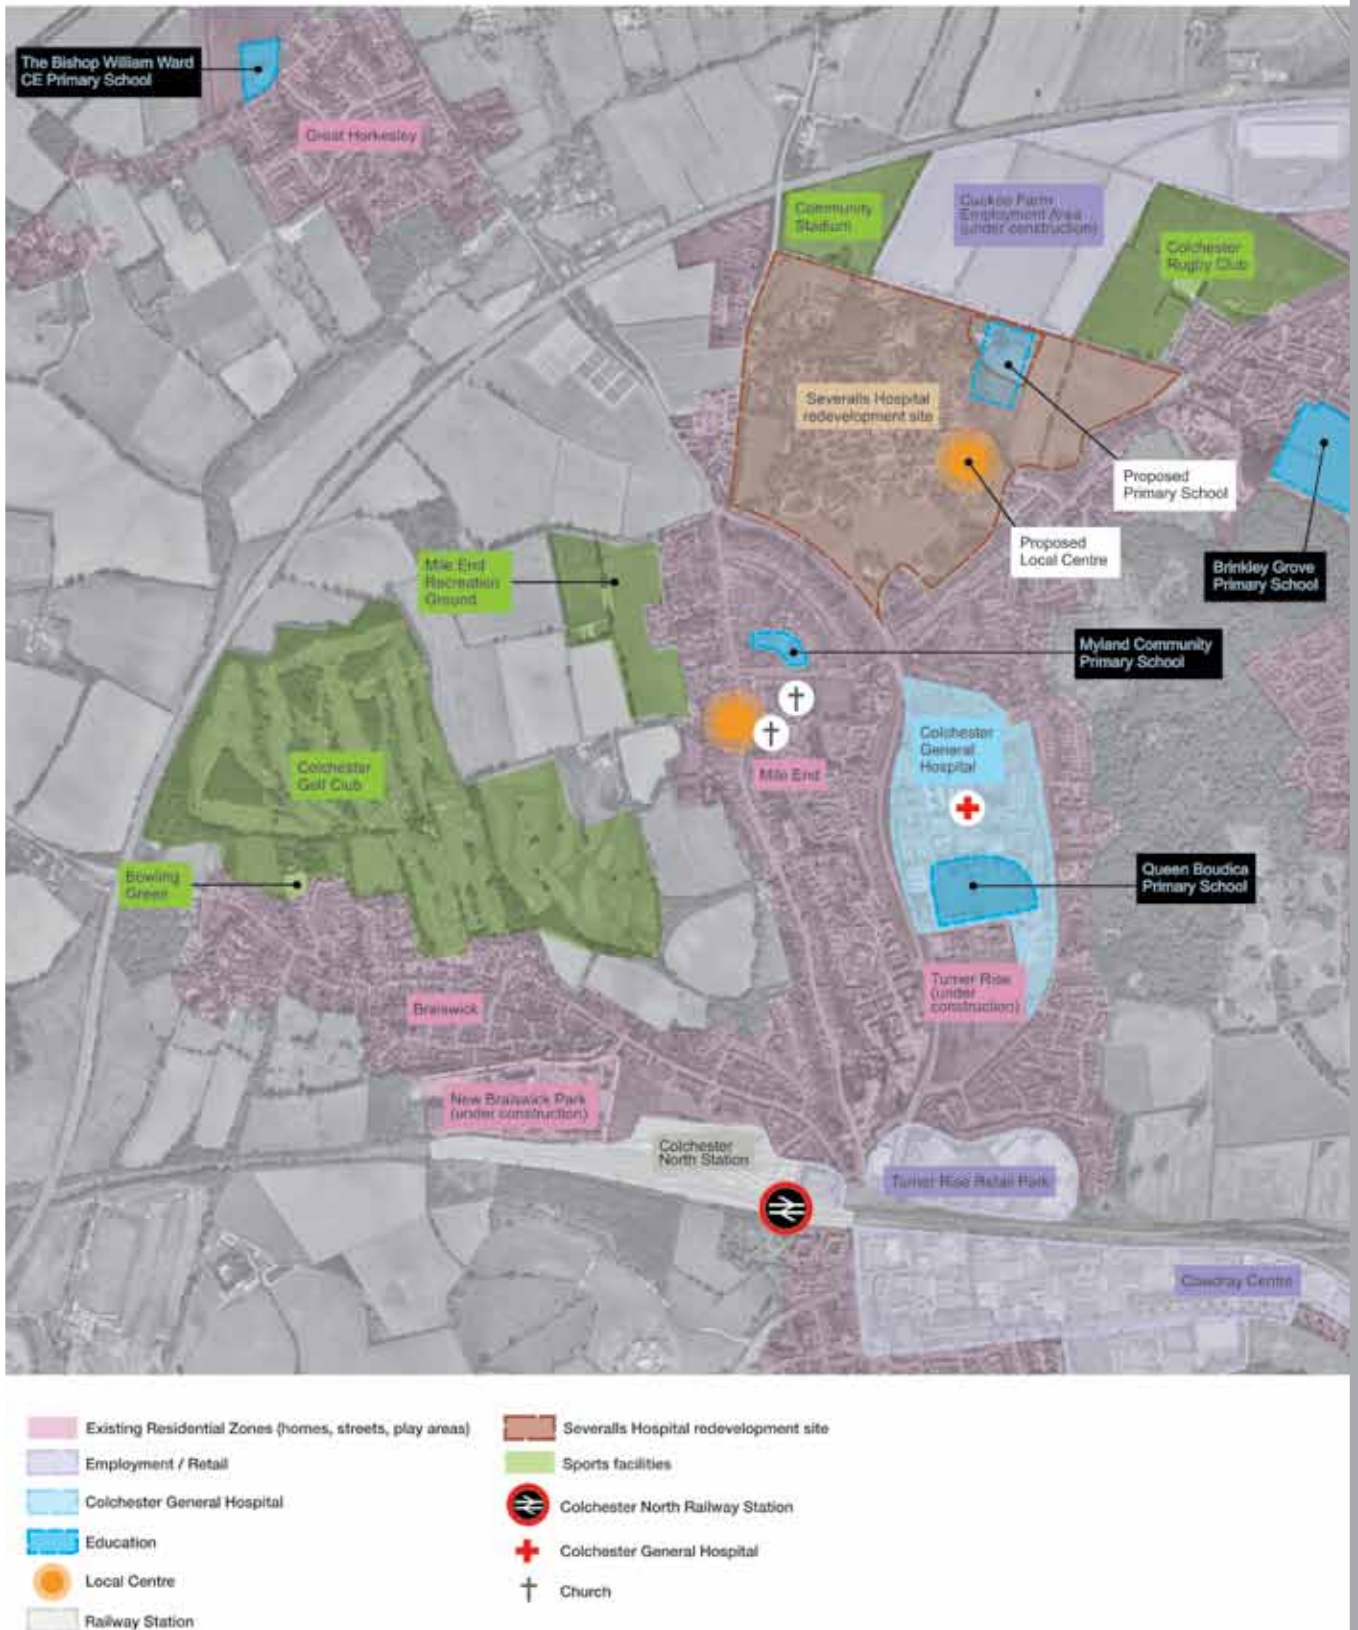 The Bishop William Ward
CE Primary School
Great Horkesley
Community
Stadium
Cuckoo Farm
Employment Area
(under construction)
Colchester
Rugby Club
Severalls Hospital
redevelopment site
Proposed
Primary School
Proposed
Local Centre
Brinkley Grove
Primary School
Mile End
Recreation
Ground
Myland Community
Primary School
Colchester
General
Hospital
Colchester
Golf Club
Mile End
Bowling
Green
Queen Boudica
Primary School
Turner Rise
(under
construction)
Braiswick
New Braiswick Park
(under construction)
Colchester
North Station
Turner Rise Retail Park
Cowdray Centre
Existing Residential Zones (homes, streets, play areas)
Employment / Retail
Colchester General Hospital
Education
Local Centre
Railway Station
Severalls Hospital redevelopment site
Sports facilities
Colchester North Railway Station
Colchester General Hospital
Church